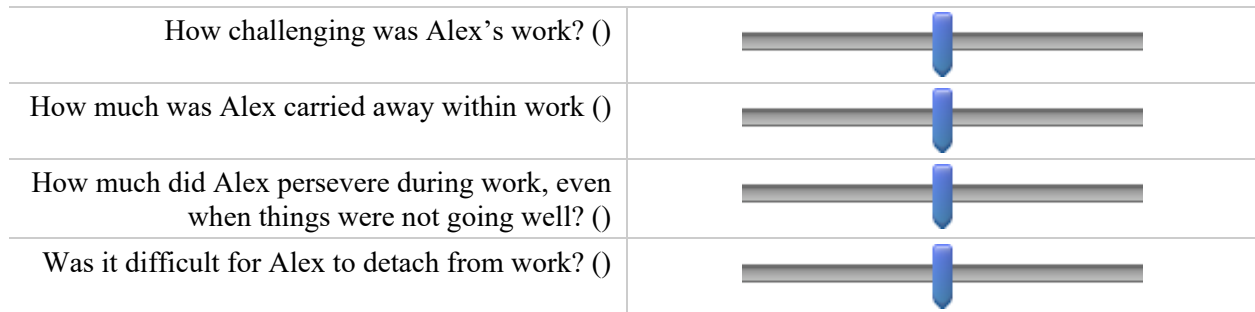 How challenging was Alex’s work? ()
How much was Alex carried away within work ()
How much did Alex persevere during work, even
when things were not going well? ()
Was it difficult for Alex to detach from work? ()